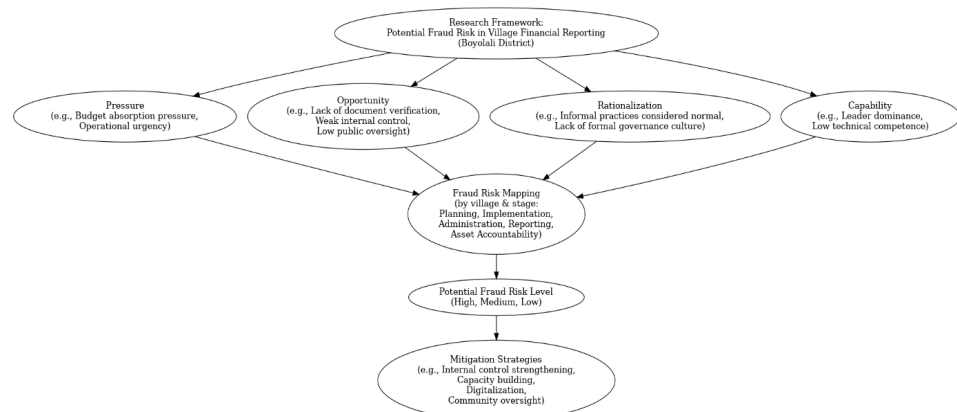 Research Framework:
Potential Fraud Risk in Village Financial Reporting
(Boyolali District)
Pressure
(e.g., Budget absorption pressure,
Operational urgency)
Opportunity
(e.g., Lack of document verification,
Weak internal control,
Low public oversight)
Rationalization
(e.g., Informal practices considered normal,
Lack of formal governance culture)
Capability
(e.g., Leader dominance,
Low technical competence)
Fraud Risk Mapping
(by village & stage:
Planning, Implementation,
Administration, Reporting,
Asset Accountability)
Potential Fraud Risk Level
(High, Medium, Low)
Mitigation Strategies
(e.g., Internal control strengthening,
Capacity building,
Digitalization,
Community oversight)